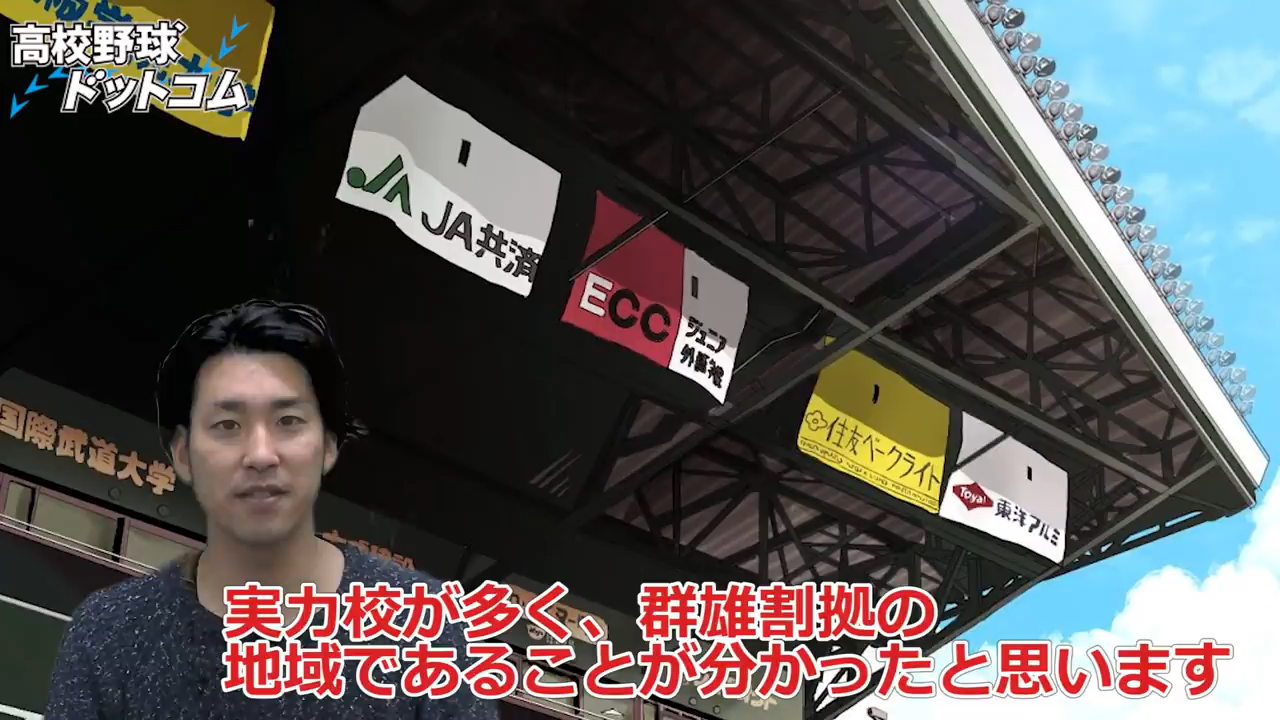 高校野球
ドットコム
JA共済
ECC
ジュニア
住友ベークライト
Toyal
東洋アルミ
国際武道大学
実力校が多く、群雄割拠の
地域であることが分かったと思います